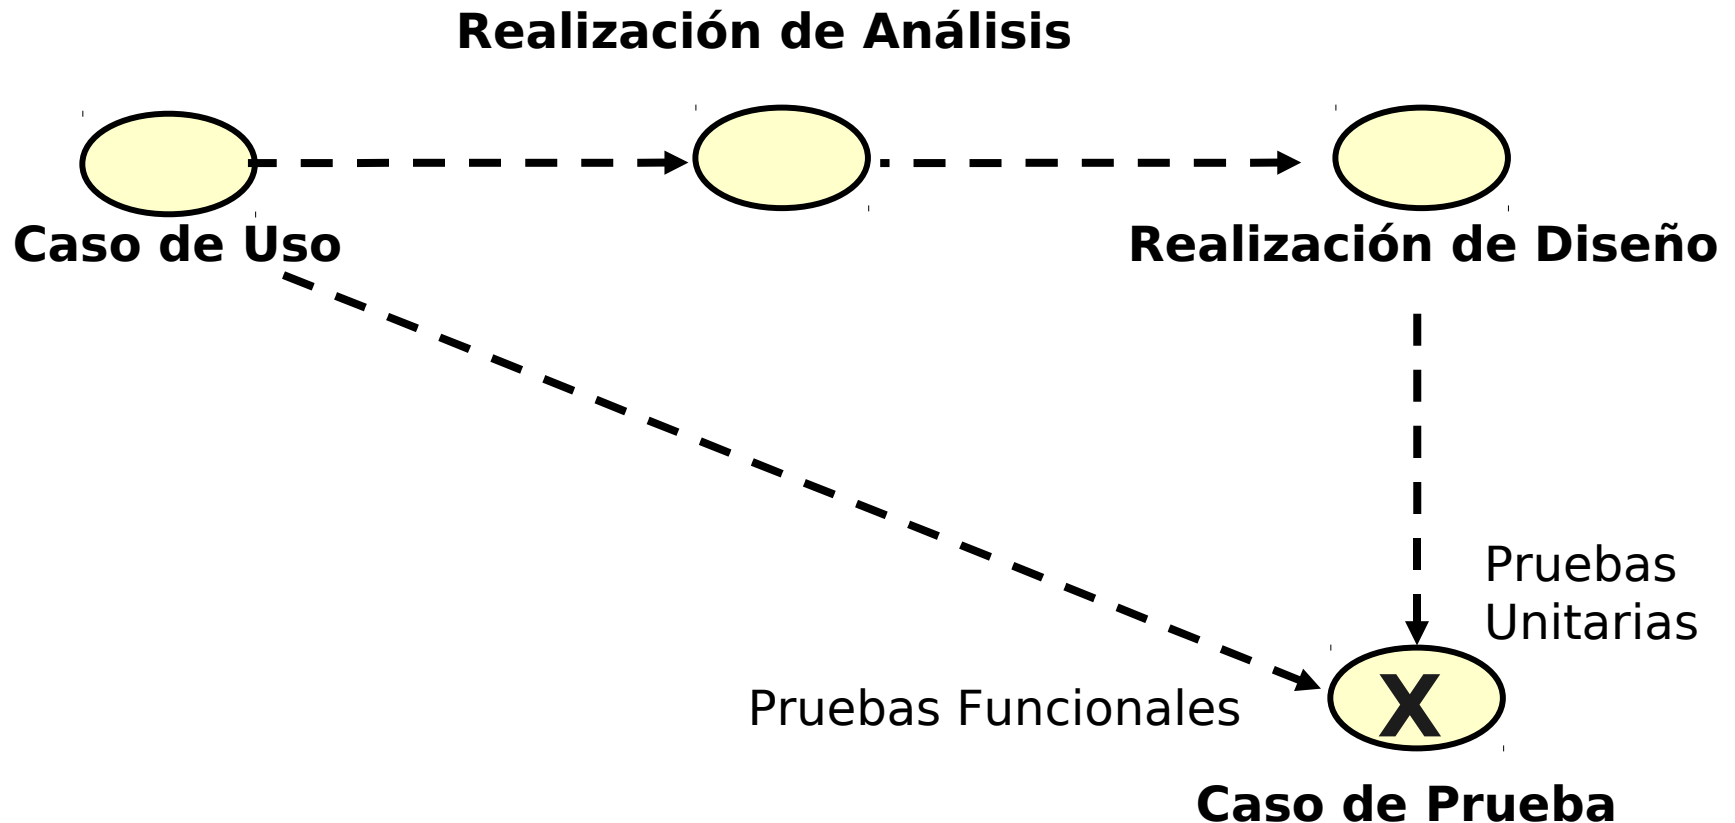 Realización de Análisis
Caso de Uso
Realización de Diseño
Pruebas
Unitarias
Pruebas Funcionales
X
Caso de Prueba